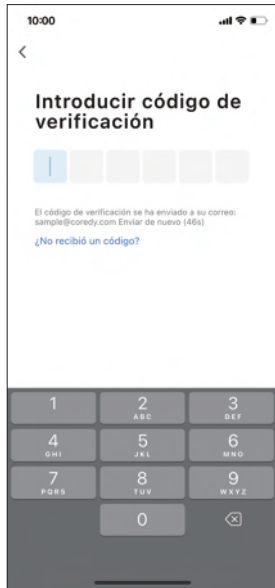 10:00
Introducir código de
verificación
El código de verificación se ha enviado a su correo:
sample@coredy.com Enviar de nuevo (46s)
¿No recibió un código?
1 2 3
ABC DEF
4 5 6
GHI JKL MNO
7 8 9
PQRS TUV WXYZ
0